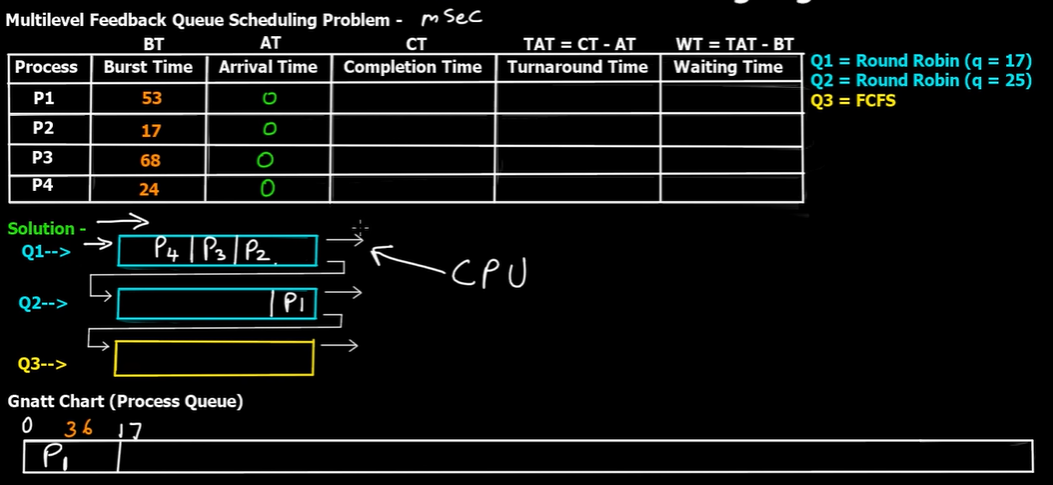 Multilevel Feedback Queue Scheduling Problem - mSec
BT AT CT TAT = CT - AT WT = TAT - BT
Process Burst Time Arrival Time Completion Time Turnaround Time Waiting Time
Q1 = Round Robin (q = 17)
Q2 = Round Robin (q = 25)
Q3 = FCFS
P1 53 0
P2 17 0
P3 68 0
P4 24 0
Solution -
Q1--> P4 | P3 | P2
CPU
Q2--> | P1
Q3-->
Gnatt Chart (Process Queue)
0 36 17
P1